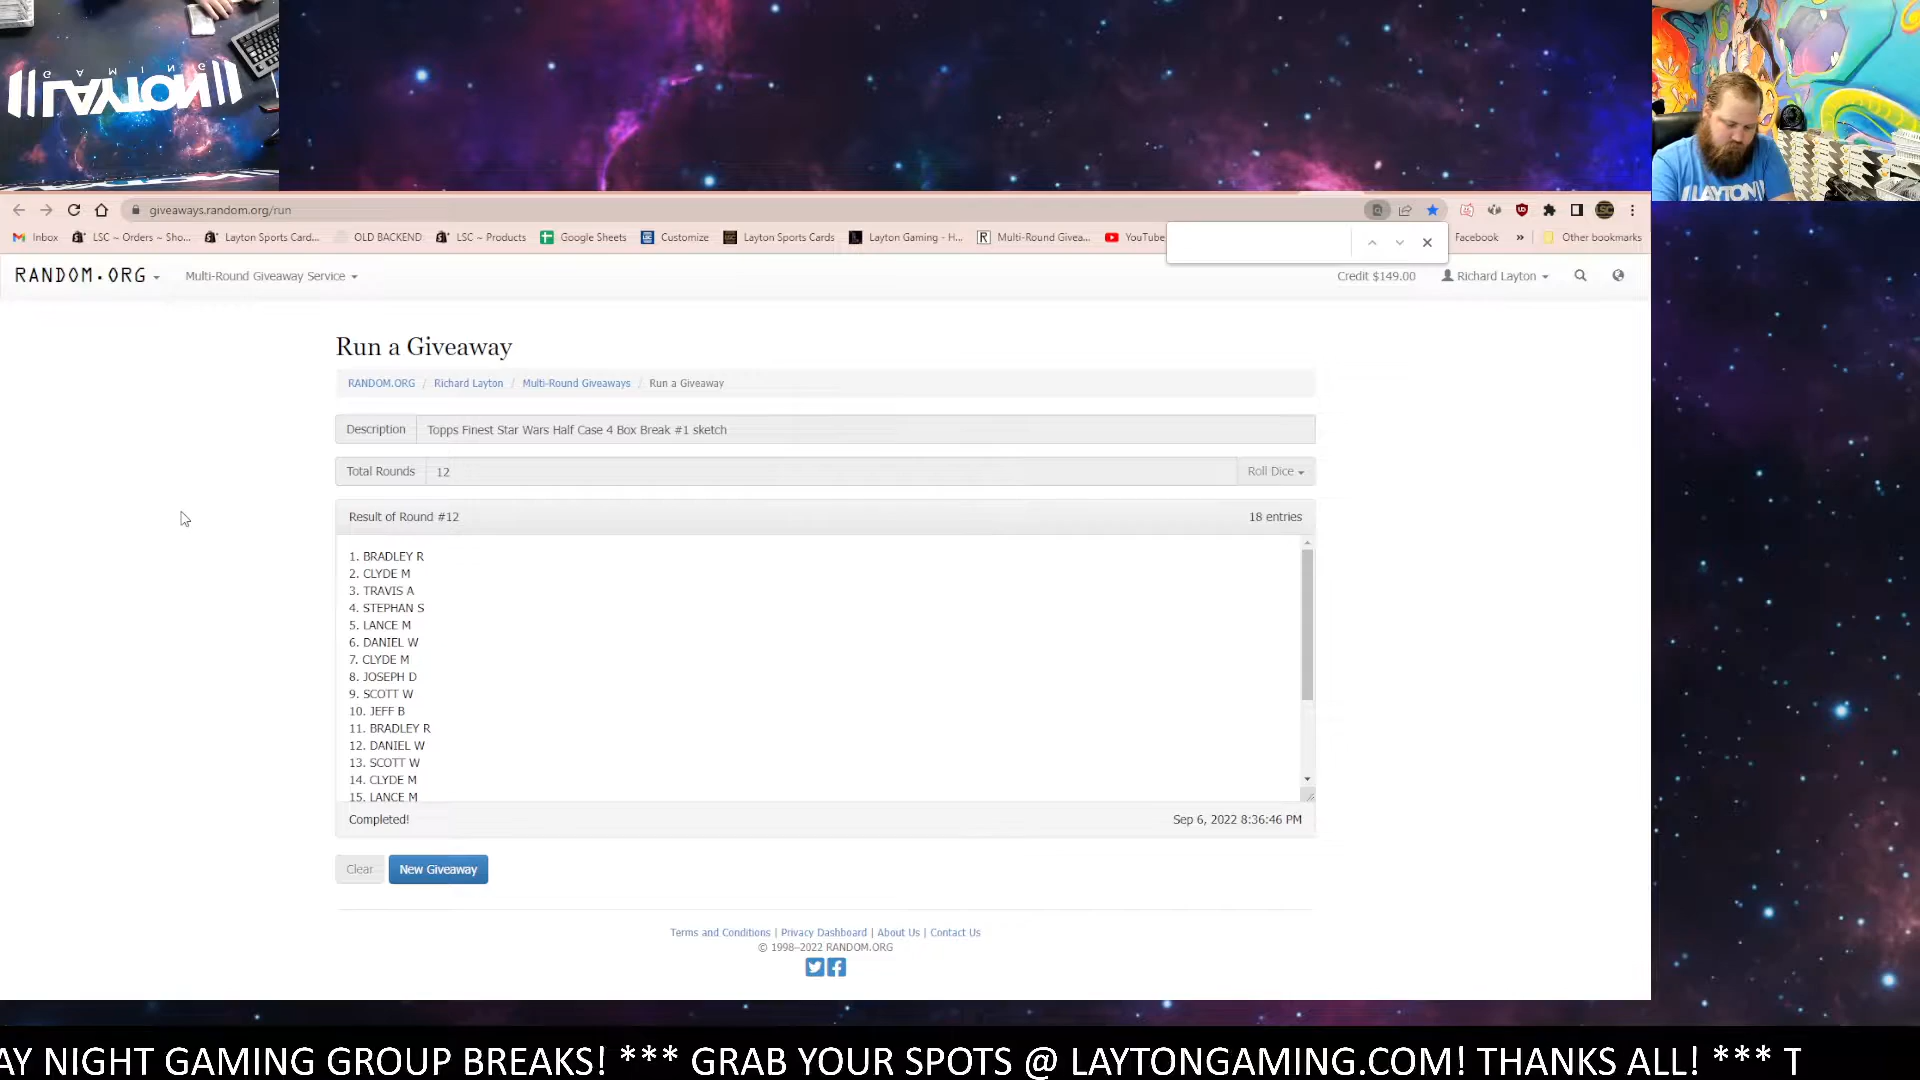 GAMING
LAYTON
LAYTON
giveaways.random.org/run
Inbox LSC ~ Orders ~ Sho... Layton Sports Card... OLD BACKEND LSC ~ Products Google Sheets Customize Layton Sports Cards Layton Gaming - H... Multi-Round Givea... YouTube Facebook » Other bookmarks
RANDOM.ORG Multi-Round Giveaway Service Credit $149.00 Richard Layton
Run a Giveaway
RANDOM.ORG / Richard Layton / Multi-Round Giveaways / Run a Giveaway
Description Topps Finest Star Wars Half Case 4 Box Break #1 sketch
Total Rounds 12 Roll Dice
Result of Round #12 18 entries
1. BRADLEY R
2. CLYDE M
3. TRAVIS A
4. STEPHAN S
5. LANCE M
6. DANIEL W
7. CLYDE M
8. JOSEPH D
9. SCOTT W
10. JEFF B
11. BRADLEY R
12. DANIEL W
13. SCOTT W
14. CLYDE M
15. LANCE M
Completed! Sep 6, 2022 8:36:46 PM
Clear New Giveaway
Terms and Conditions | Privacy Dashboard | About Us | Contact Us
© 1998–2022 RANDOM.ORG
AY NIGHT GAMING GROUP BREAKS! *** GRAB YOUR SPOTS @ LAYTONGAMING.COM! THANKS ALL! *** T